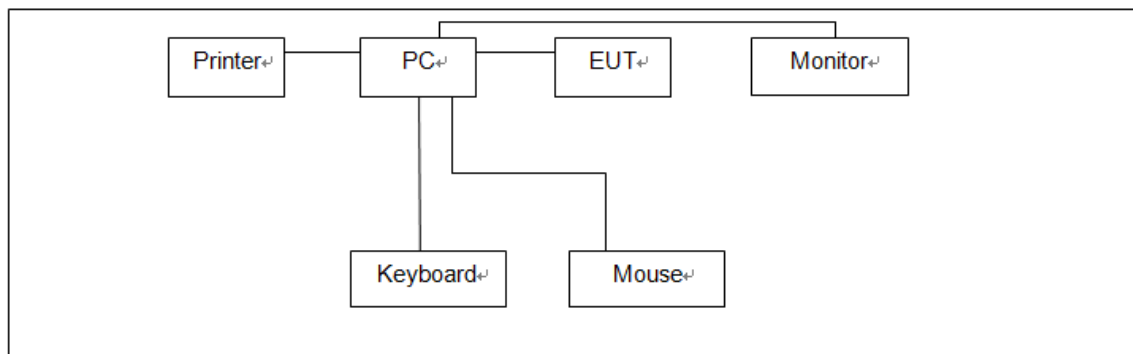 Printer
PC
EUT
Monitor
Keyboard
Mouse